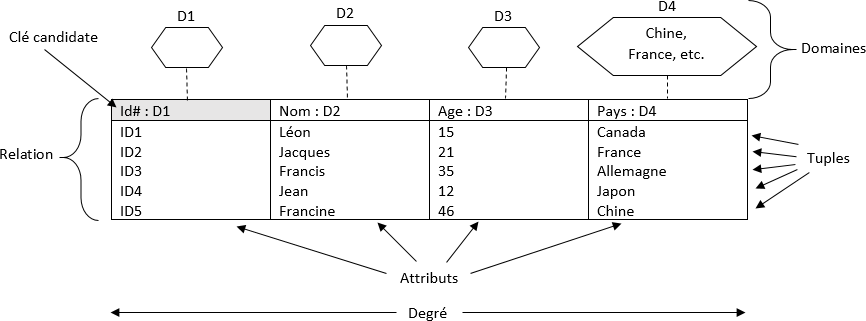 D1
D2
D3
D4
Clé candidate
Chine,
France, etc.
Domaines
Id# : D1 Nom : D2 Age : D3 Pays : D4
ID1 Léon 15 Canada
ID2 Jacques 21 France
ID3 Francis 35 Allemagne
ID4 Jean 12 Japon
ID5 Francine 46 Chine
Relation
Tuples
Attributs
Degré